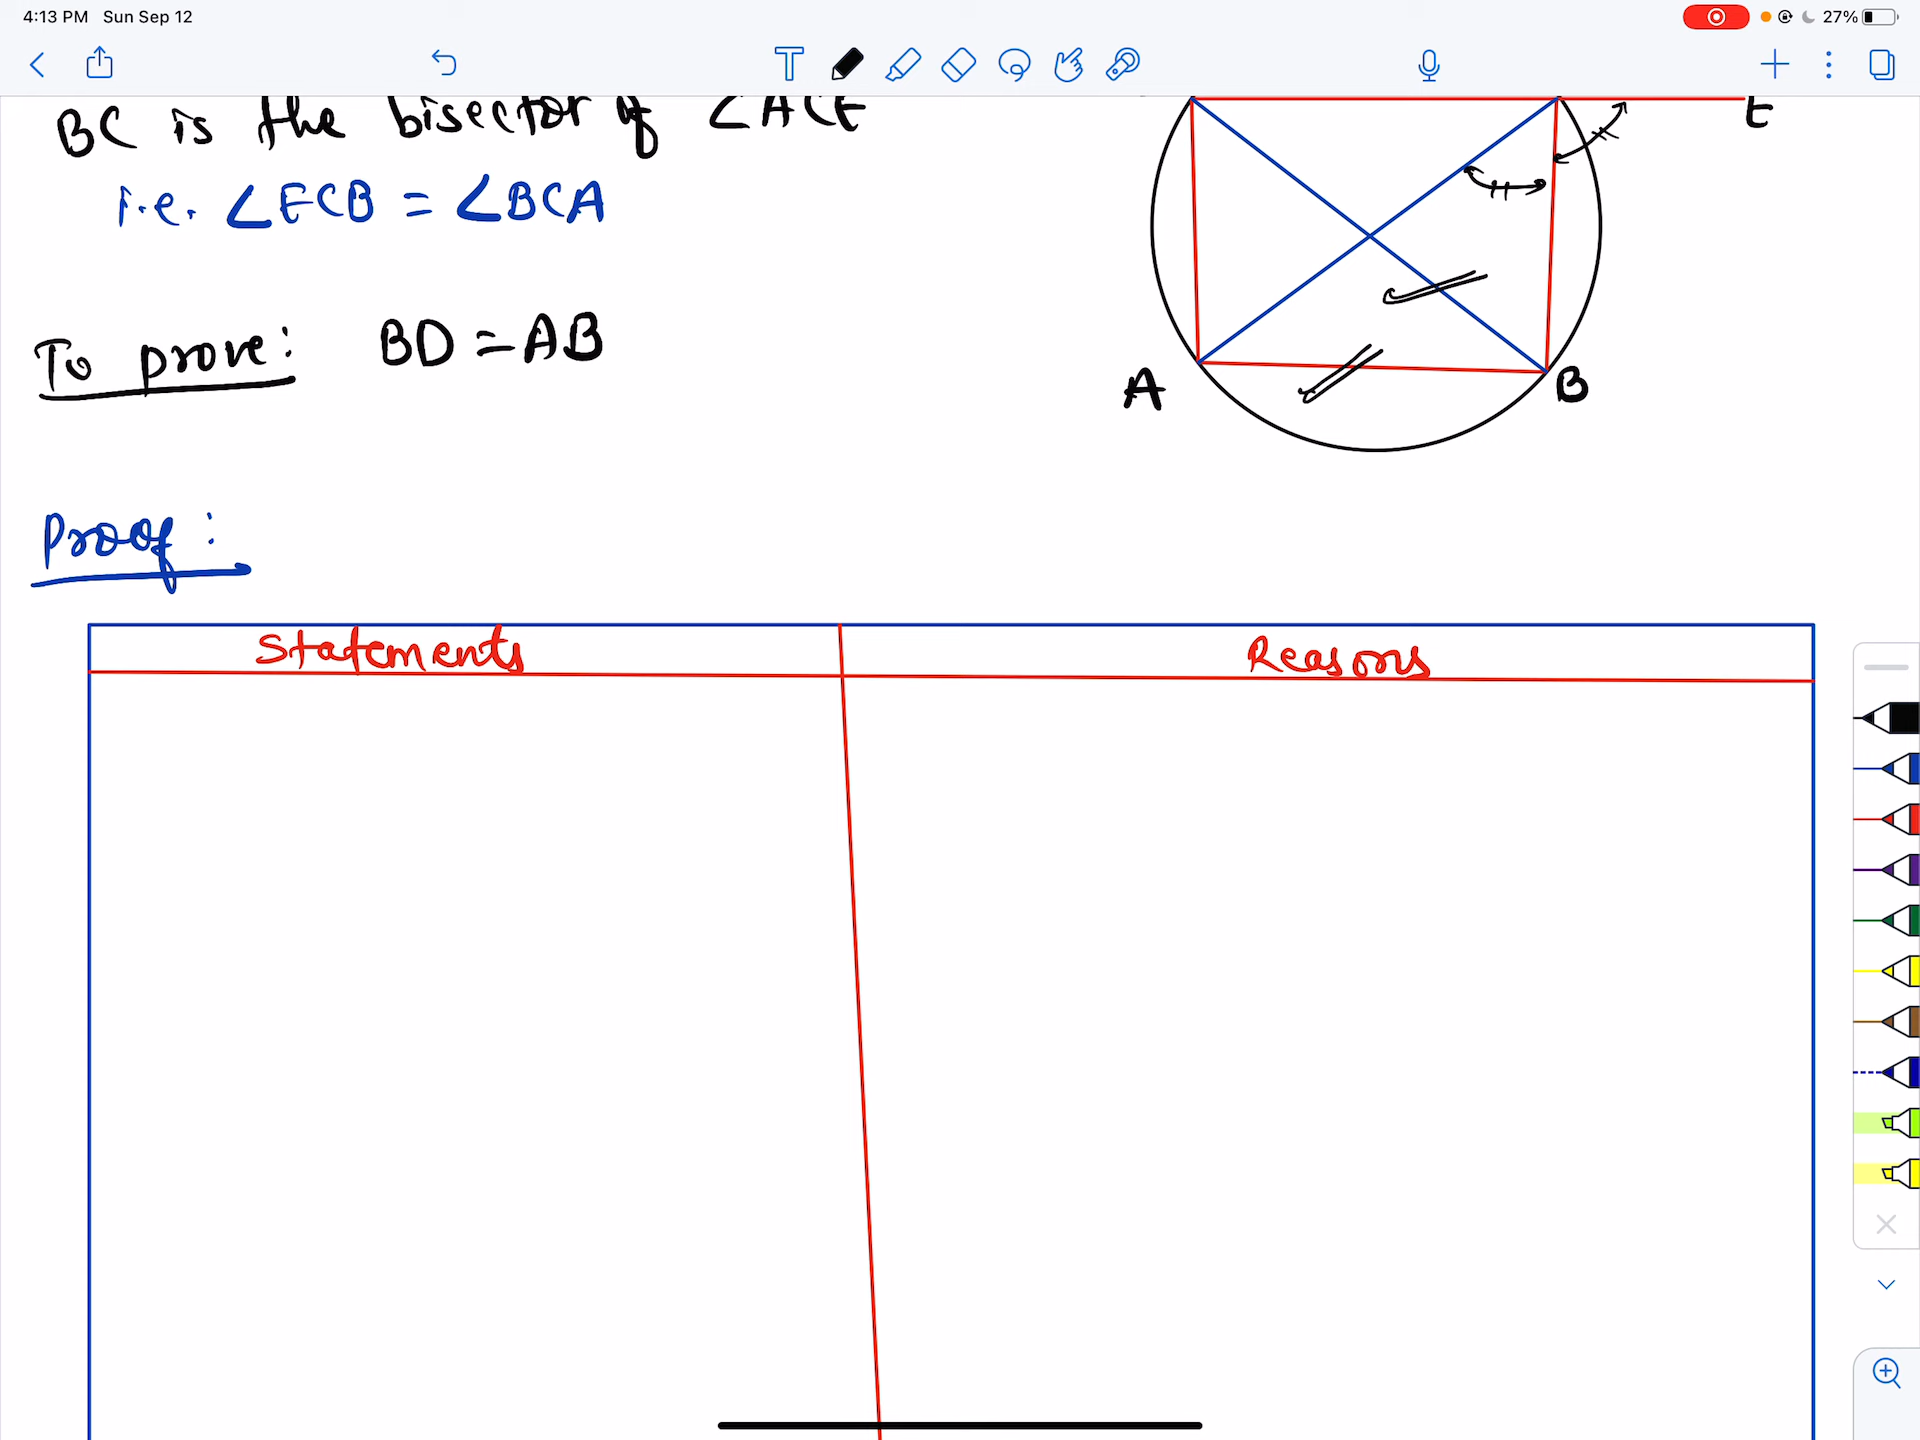 4:13 PM Sun Sep 12
27%
BC is the bisector of ∠ACE
i.e. ∠ECB = ∠BCA
E
To prove: BD = AB
A
B
Proof:
Statements
Reasons